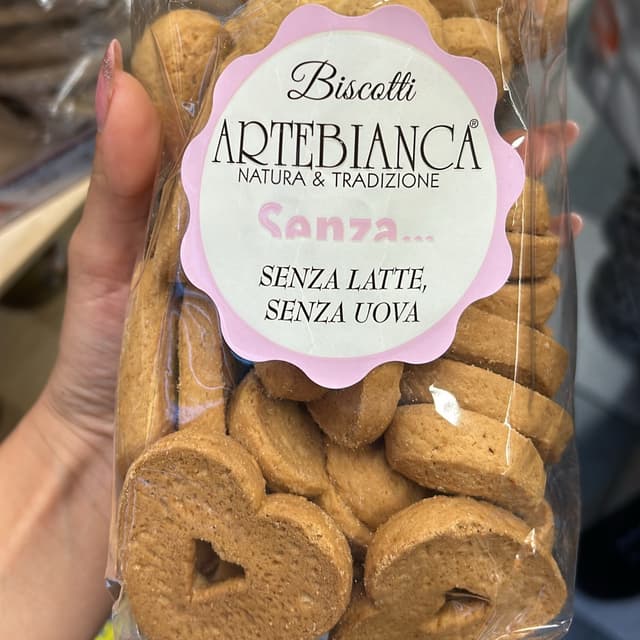 Biscotti
ARTEBIANCA®
NATURA & TRADIZIONE
Senza...
SENZA LATTE,
SENZA UOVA